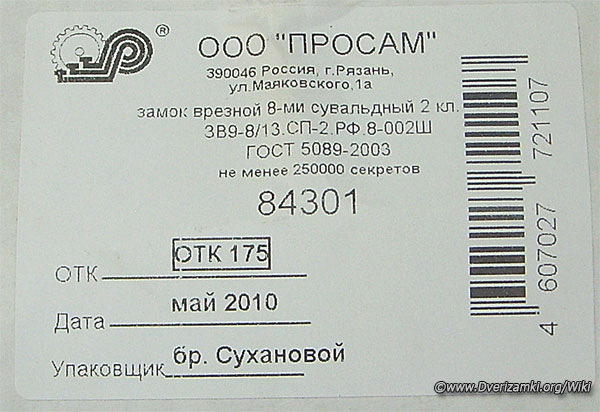 ®
ООО "ПРОСАМ"
390046 Россия, г.Рязань,
ул.Маяковского,1а
замок врезной 8-ми сувальдный 2 кл.
ЗВ9-8/13.СП-2.РФ.8-002Ш
ГОСТ 5089-2003
не менее 250000 секретов
84301
ОТК ОТК 175
Дата май 2010
Упаковщик бр. Сухановой
4 607027 721107
©www.Dverizamki.org/Wiki